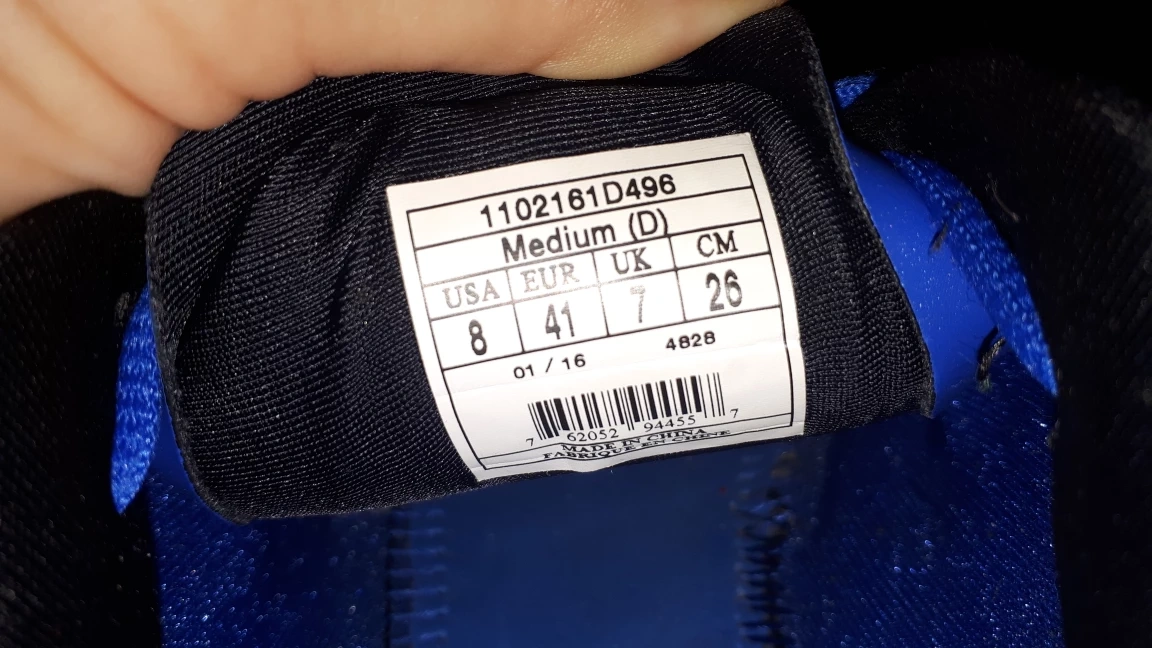 1102161D496
Medium (D)
USA EUR UK CM
8 41 7 26
01 / 16 4828
7 62052 94455 7
MADE IN CHINA
FABRIQUE EN CHINE